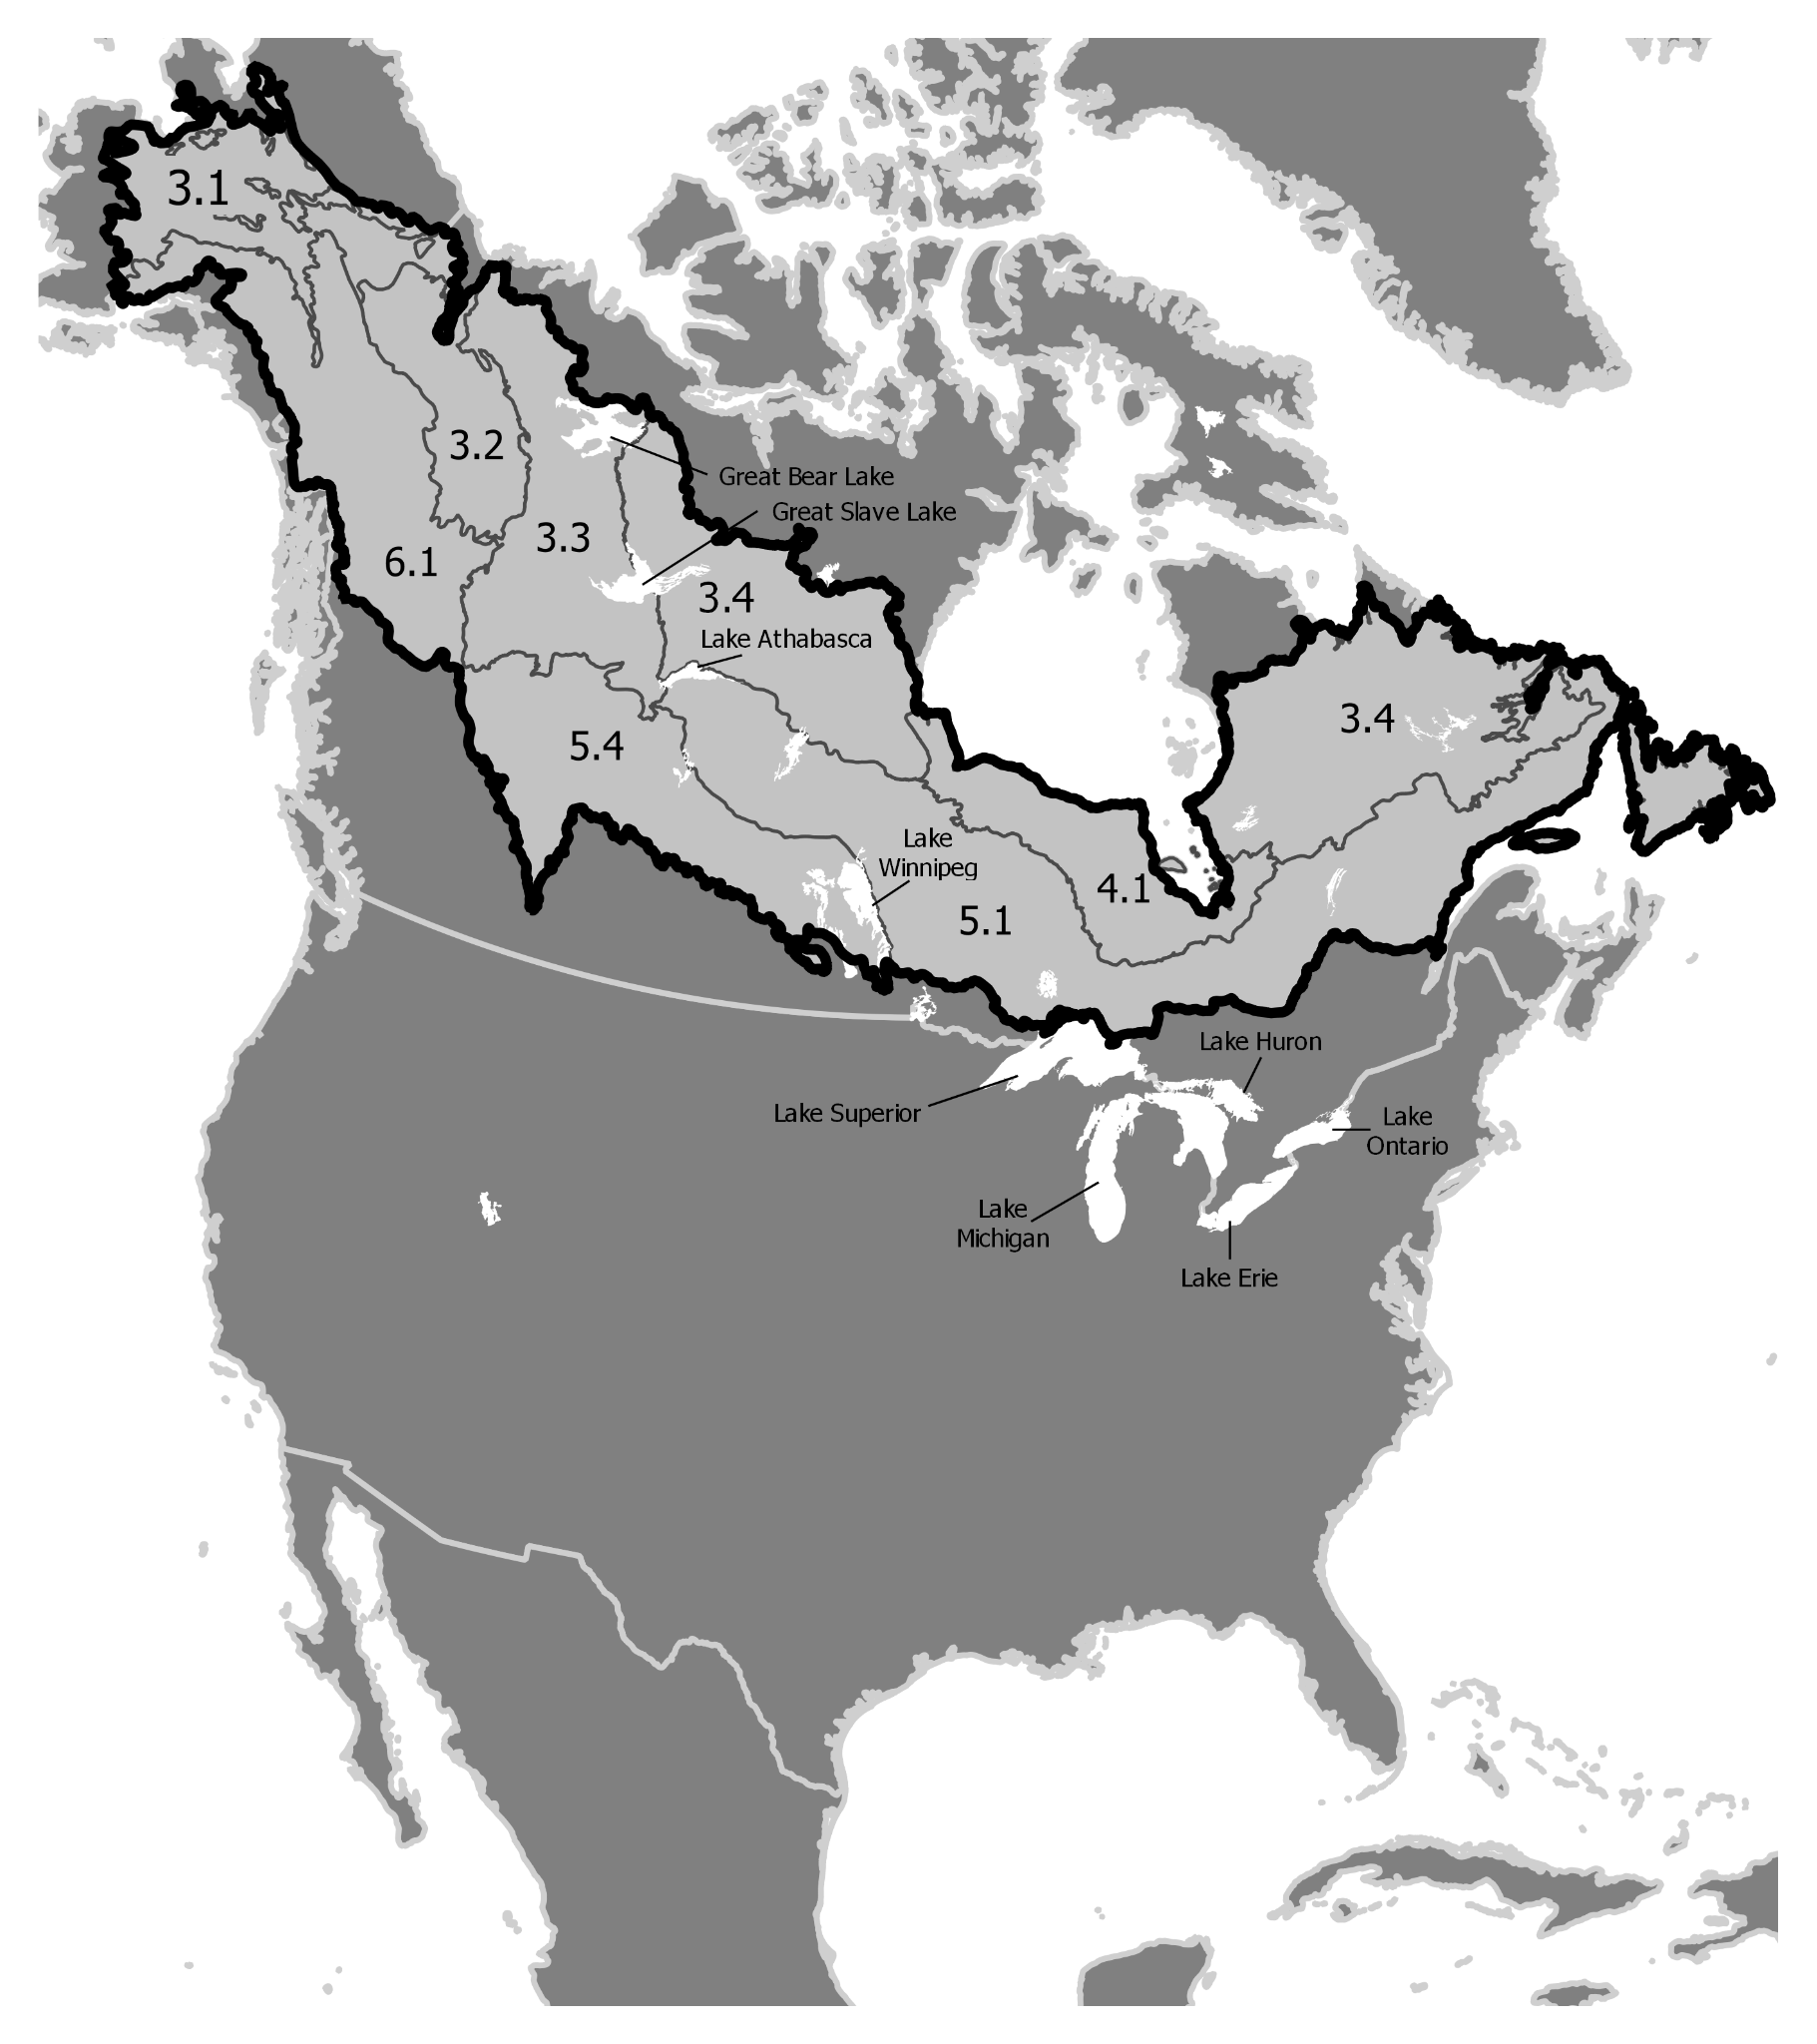 3.1
3.2
Great Bear Lake
Great Slave Lake
3.3
6.1
3.4
Lake Athabasca
3.4
5.4
Lake
Winnipeg
4.1
5.1
Lake Huron
Lake Superior
Lake
Ontario
Lake
Michigan
Lake Erie